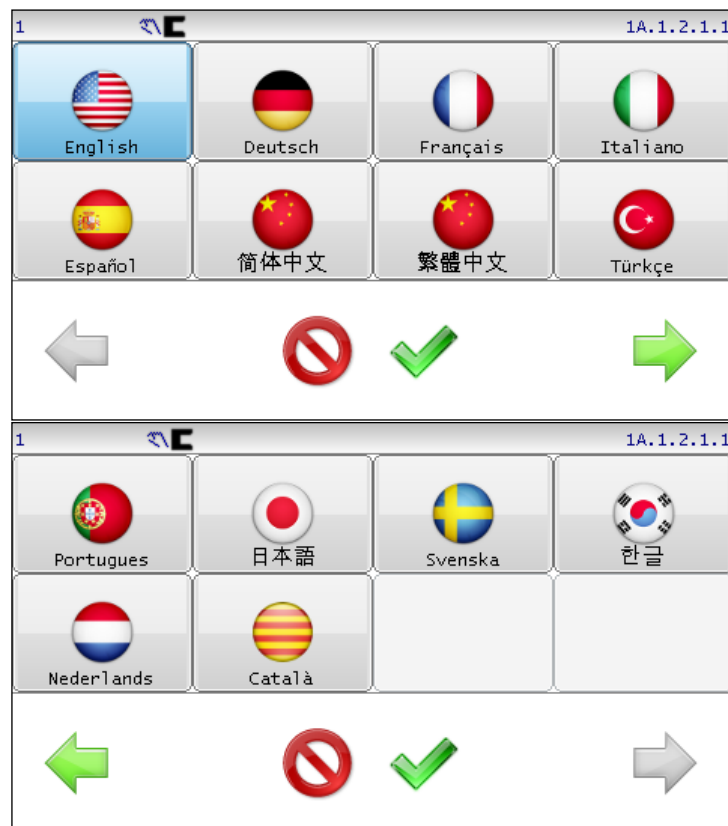 1 1A.1.2.1.1
English Deutsch Français Italiano
Español 简体中文 繁體中文 Türkçe
1 1A.1.2.1.1
Portugues 日本語 Svenska 한글
Nederlands Català